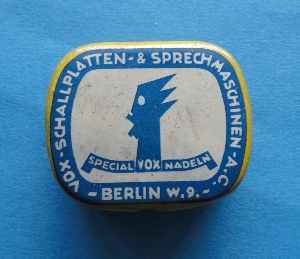 VOX-SCHALLPLATTEN-& SPRECHMASCHINEN-A.G.
SPECIAL VOX NADELN
- BERLIN W.9. -